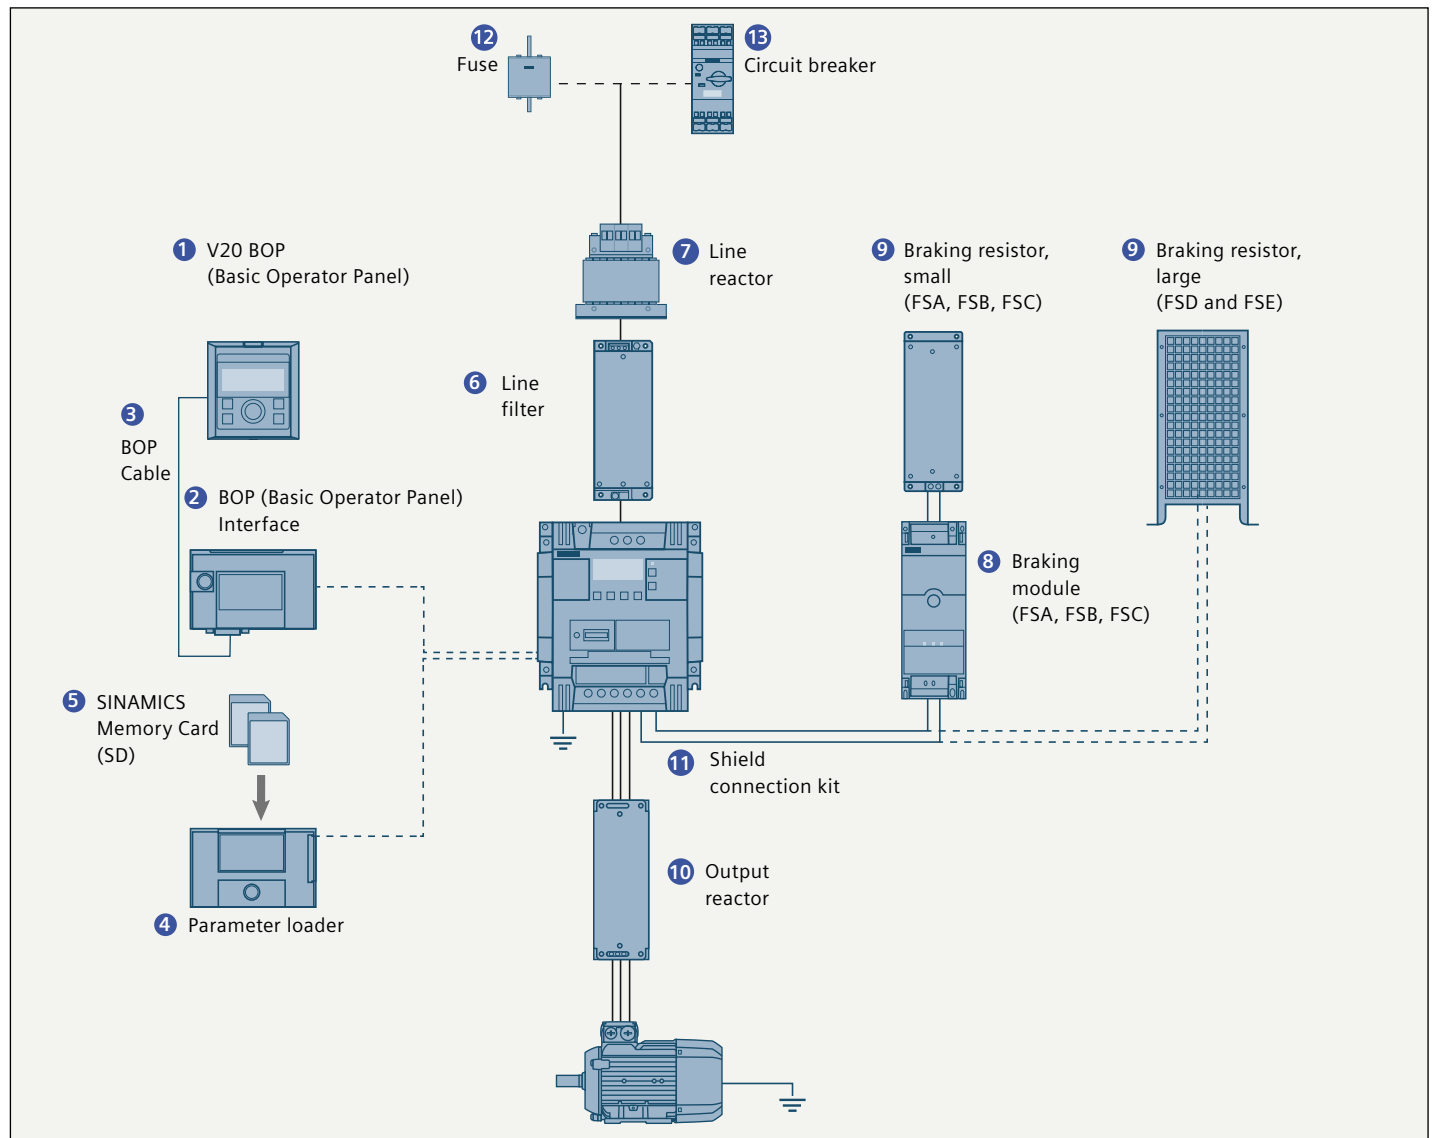 12
Fuse
13
Circuit breaker
1 V20 BOP
(Basic Operator Panel)
7 Line
reactor
9 Braking resistor,
small
(FSA, FSB, FSC)
9 Braking resistor,
large
(FSD and FSE)
6 Line
filter
3
BOP
Cable
2 BOP (Basic Operator Panel)
Interface
8 Braking
module
(FSA, FSB, FSC)
5 SINAMICS
Memory Card
(SD)
11 Shield
connection kit
10 Output
reactor
4 Parameter loader